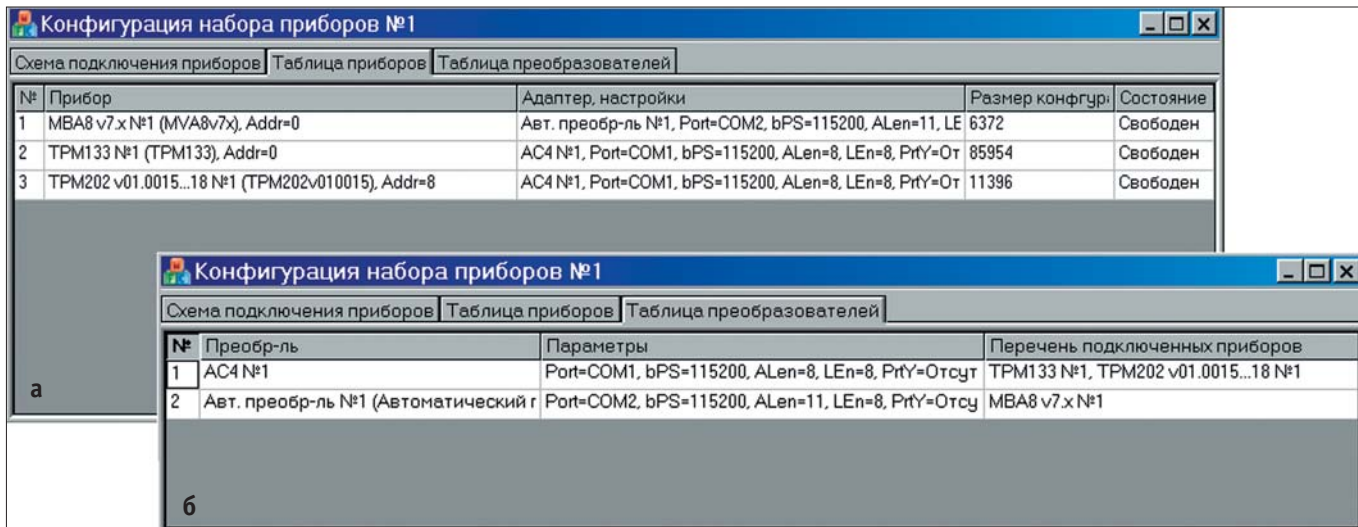 Конфигурация набора приборов №1
Схема подключения приборов Таблица приборов Таблица преобразователей
№ Прибор Адаптер, настройки Размер конфгур Состояние
1 МВА8 v7.x №1 (MVA8v7x), Addr=0 Авт. преобр-ль №1, Port=COM2, bPS=115200, ALen=11, LE 6372 Свободен
2 ТРМ133 №1 (TPM133), Addr=0 АС4 №1, Port=COM1, bPS=115200, ALen=8, LEn=8, PrtY=От 85954 Свободен
3 ТРМ202 v01.0015...18 №1 (TPM202v010015), Addr=8 АС4 №1, Port=COM1, bPS=115200, ALen=8, LEn=8, PrtY=От 11396 Свободен
а
Конфигурация набора приборов №1
Схема подключения приборов Таблица приборов Таблица преобразователей
№ Преобр-ль Параметры Перечень подключенных приборов
1 АС4 №1 Port=COM1, bPS=115200, ALen=8, LEn=8, PrtY=Отсут ТРМ133 №1, ТРМ202 v01.0015...18 №1
2 Авт. преобр-ль №1 (Автоматический г Port=COM2, bPS=115200, ALen=11, LEn=8, PrtY=Отсу МВА8 v7.x №1
б